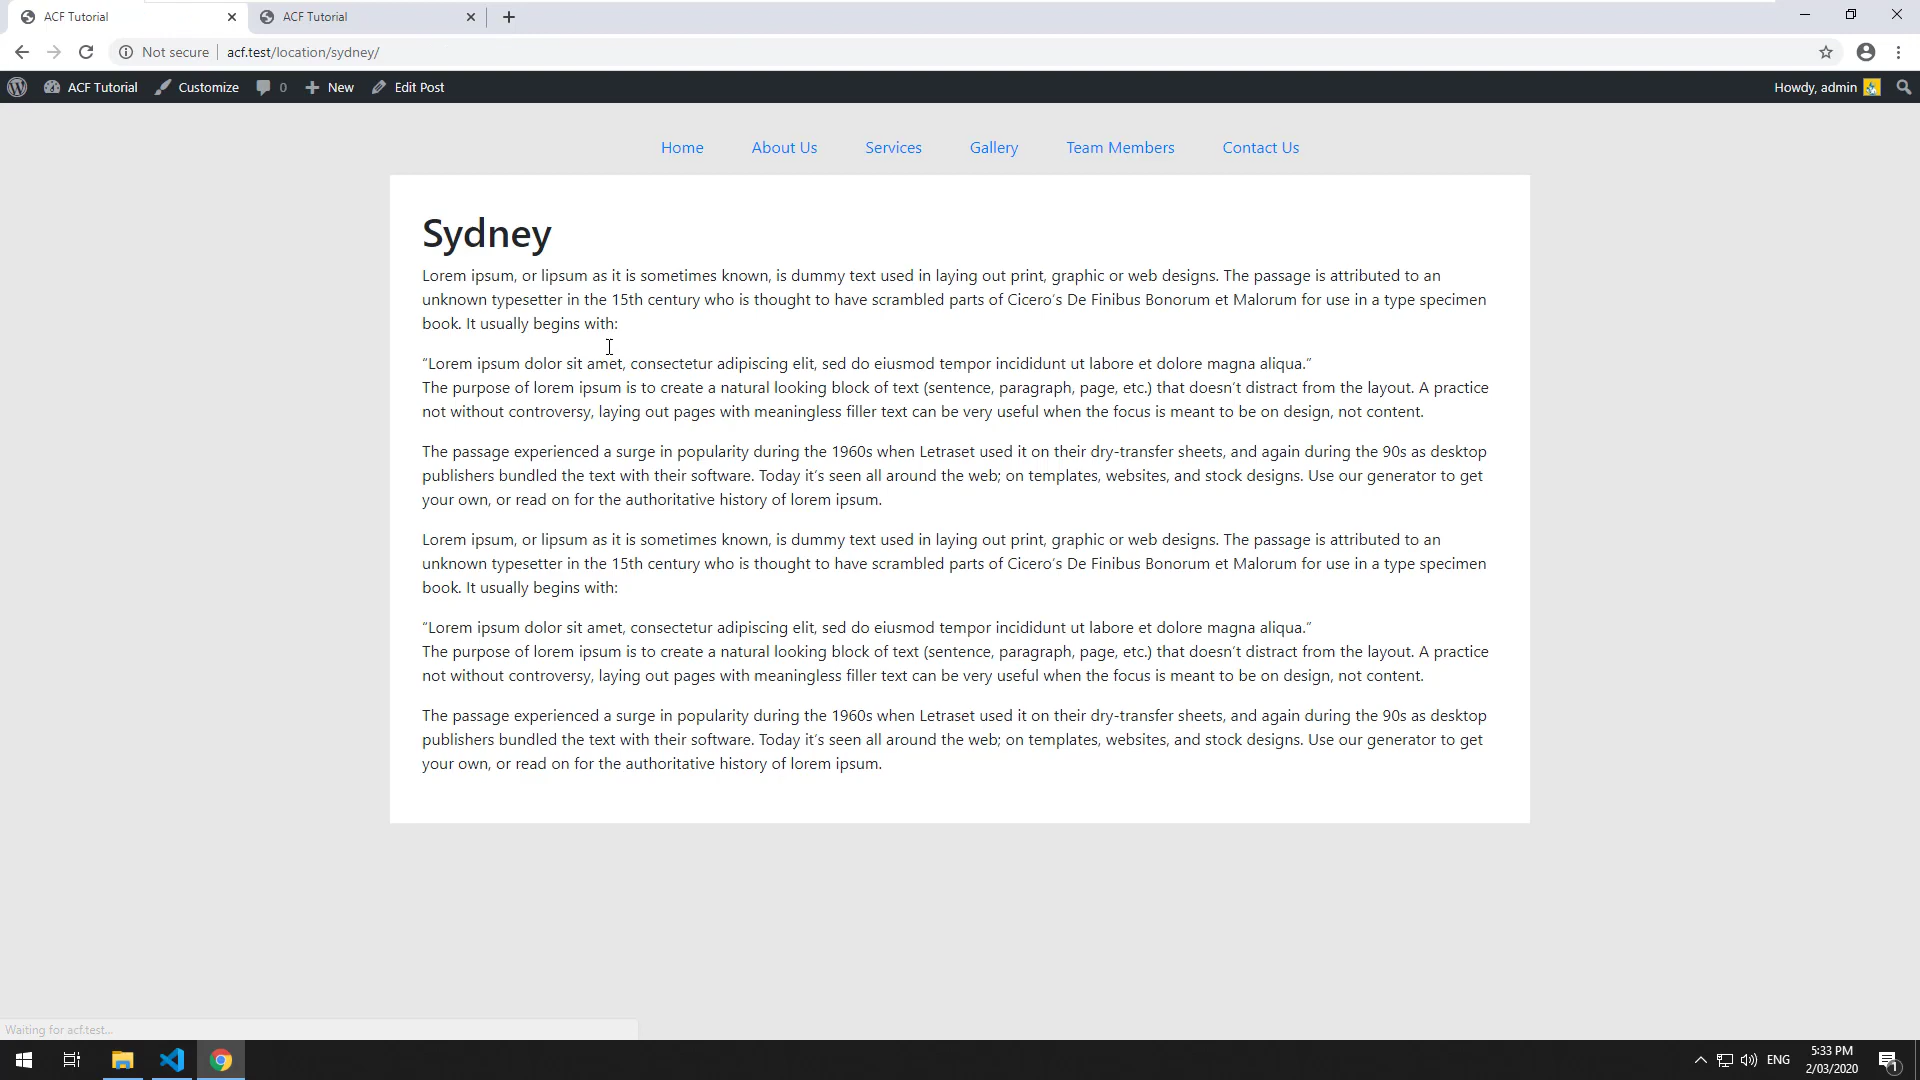 ACF Tutorial
ACF Tutorial
Not secure
acf.test/location/sydney/
ACF Tutorial
Customize
0
New
Edit Post
Howdy, admin
Home
About Us
Services
Gallery
Team Members
Contact Us
Sydney
Lorem ipsum, or lipsum as it is sometimes known, is dummy text used in laying out print, graphic or web designs. The passage is attributed to an
unknown typesetter in the 15th century who is thought to have scrambled parts of Cicero’s De Finibus Bonorum et Malorum for use in a type specimen
book. It usually begins with:
“Lorem ipsum dolor sit amet, consectetur adipiscing elit, sed do eiusmod tempor incididunt ut labore et dolore magna aliqua.”
The purpose of lorem ipsum is to create a natural looking block of text (sentence, paragraph, page, etc.) that doesn’t distract from the layout. A practice
not without controversy, laying out pages with meaningless filler text can be very useful when the focus is meant to be on design, not content.
The passage experienced a surge in popularity during the 1960s when Letraset used it on their dry-transfer sheets, and again during the 90s as desktop
publishers bundled the text with their software. Today it’s seen all around the web; on templates, websites, and stock designs. Use our generator to get
your own, or read on for the authoritative history of lorem ipsum.
Lorem ipsum, or lipsum as it is sometimes known, is dummy text used in laying out print, graphic or web designs. The passage is attributed to an
unknown typesetter in the 15th century who is thought to have scrambled parts of Cicero’s De Finibus Bonorum et Malorum for use in a type specimen
book. It usually begins with:
“Lorem ipsum dolor sit amet, consectetur adipiscing elit, sed do eiusmod tempor incididunt ut labore et dolore magna aliqua.”
The purpose of lorem ipsum is to create a natural looking block of text (sentence, paragraph, page, etc.) that doesn’t distract from the layout. A practice
not without controversy, laying out pages with meaningless filler text can be very useful when the focus is meant to be on design, not content.
The passage experienced a surge in popularity during the 1960s when Letraset used it on their dry-transfer sheets, and again during the 90s as desktop
publishers bundled the text with their software. Today it’s seen all around the web; on templates, websites, and stock designs. Use our generator to get
your own, or read on for the authoritative history of lorem ipsum.
Waiting for acf.test...
ENG
5:33 PM
2/03/2020
1